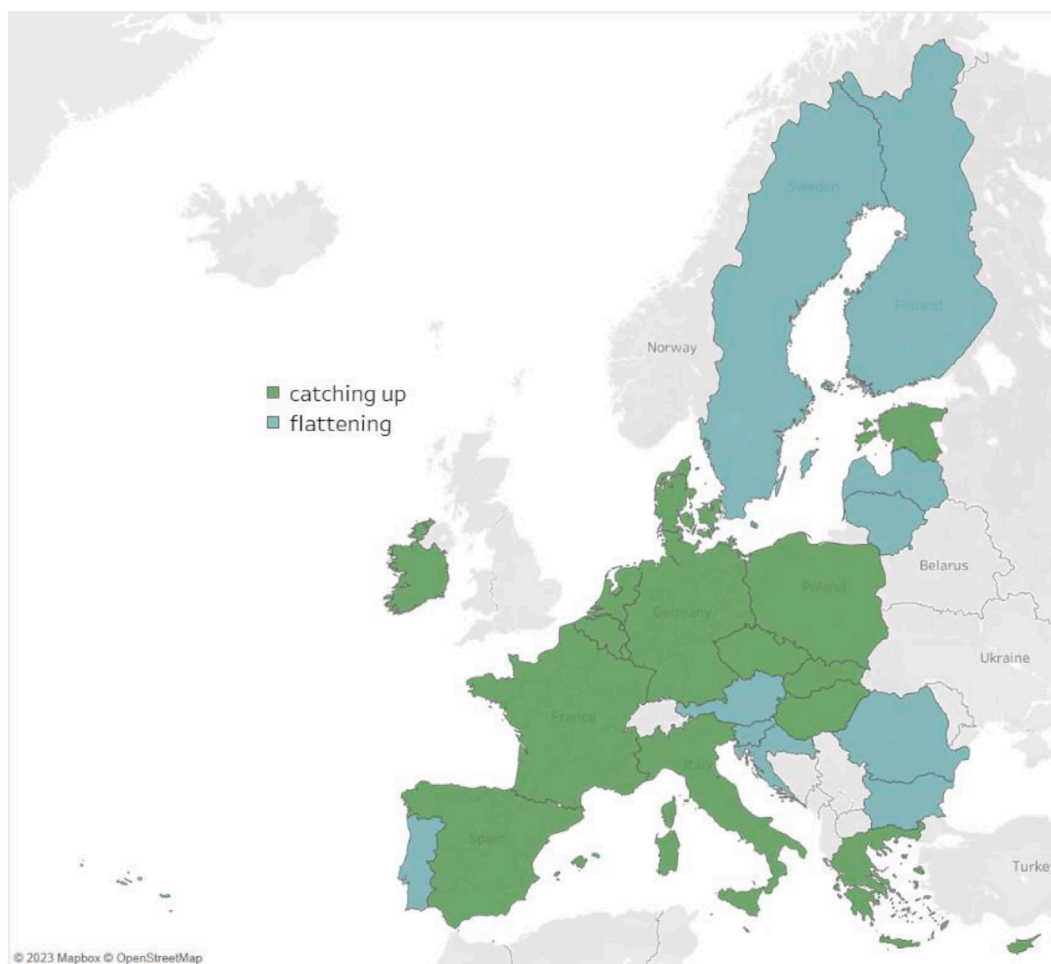 Sweden
Finland
Norway
catching up
flattening
Belarus
Poland
Germany
Ukraine
France
Italy
Spain
Turkey
© 2023 Mapbox © OpenStreetMap